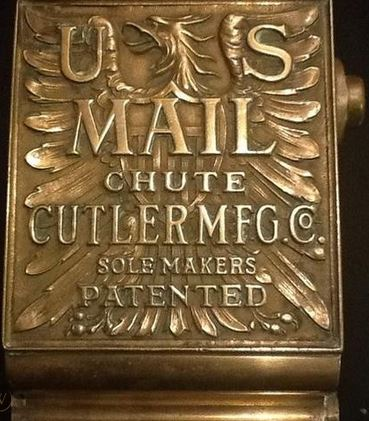 U S
MAIL
CHUTE
CUTLER MFG. Co.
SOLE MAKERS
PATENTED